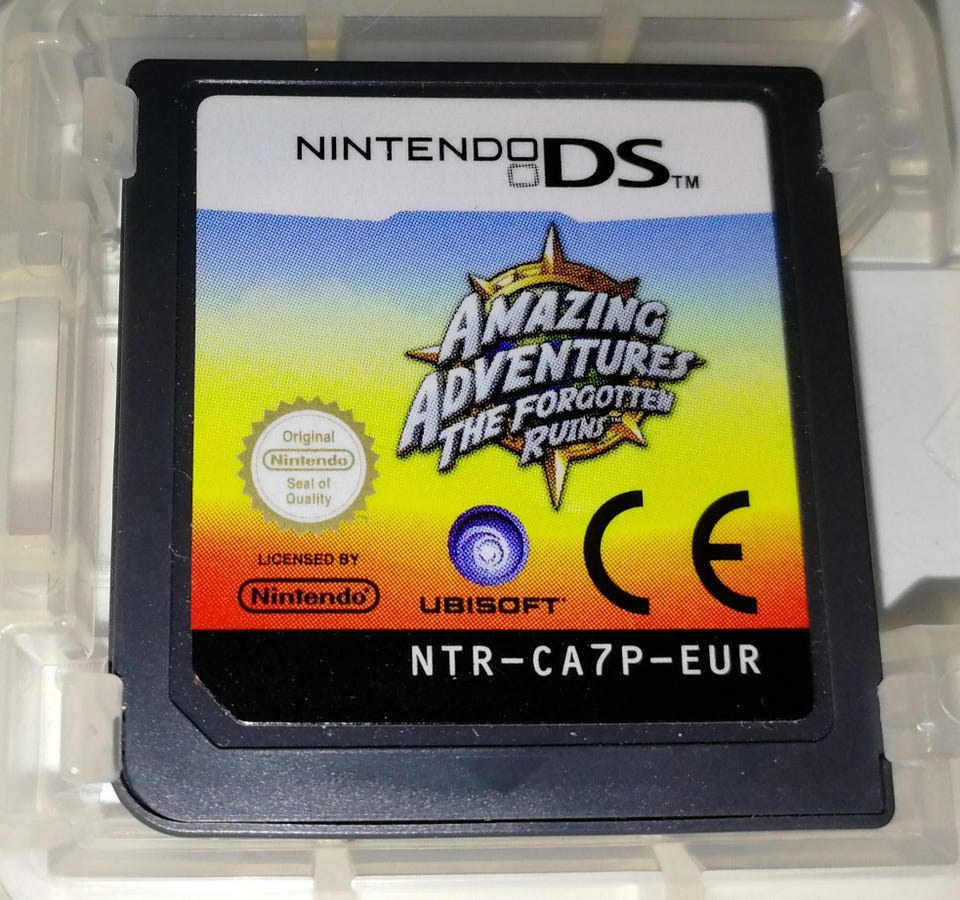 NINTENDO DS™
AMAZING
ADVENTURES
THE FORGOTTEN
RUINS™
Original
Nintendo
Seal of
Quality
LICENSED BY
Nintendo®
UBISOFT®
CE
NTR-CA7P-EUR